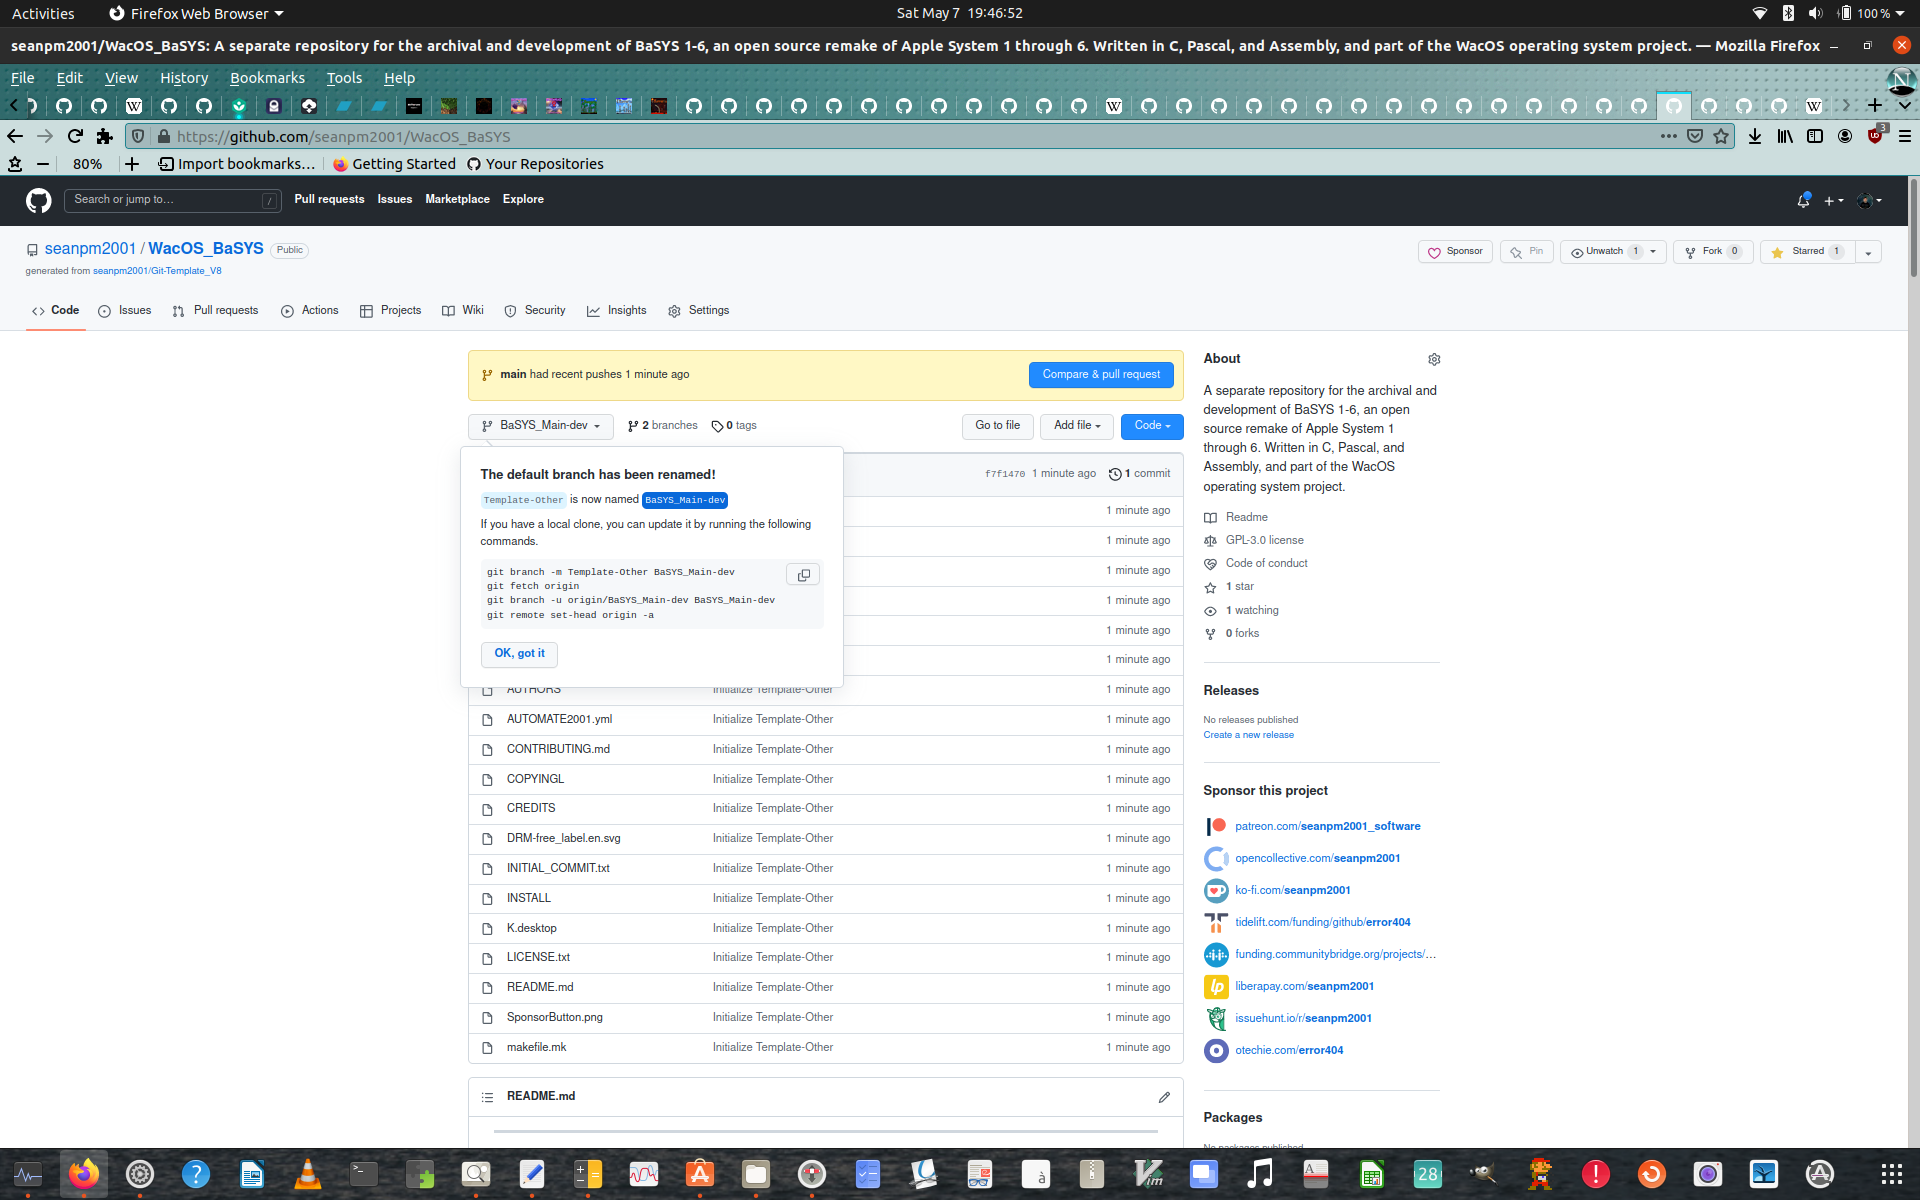 Activities
Firefox Web Browser
Sat May 7 19:46:52
100 %
seanpm2001/WacOS_BaSYS: A separate repository for the archival and development of BaSYS 1-6, an open source remake of Apple System 1 through 6. Written in C, Pascal, and Assembly, and part of the WacOS operating system project. — Mozilla Firefox
File Edit View History Bookmarks Tools Help
https://github.com/seanpm2001/WacOS_BaSYS
3
80%
Import bookmarks...
Getting Started
Your Repositories
Search or jump to...
/
Pull requests Issues Marketplace Explore
seanpm2001 / WacOS_BaSYS
Public
generated from seanpm2001/Git-Template_V8
Sponsor
Pin
Unwatch 1
Fork 0
Starred 1
Code
Issues
Pull requests
Actions
Projects
Wiki
Security
Insights
Settings
main had recent pushes 1 minute ago
Compare & pull request
BaSYS_Main-dev
2 branches
0 tags
Go to file
Add file
Code
The default branch has been renamed!
Template-Other is now named BaSYS_Main-dev
If you have a local clone, you can update it by running the following
commands.
git branch -m Template-Other BaSYS_Main-dev
git fetch origin
git branch -u origin/BaSYS_Main-dev BaSYS_Main-dev
git remote set-head origin -a
OK, got it
f7f1470 1 minute ago
1 commit
1 minute ago
1 minute ago
1 minute ago
1 minute ago
1 minute ago
1 minute ago
AUTHORS Initialize Template-Other 1 minute ago
AUTOMATE2001.yml Initialize Template-Other 1 minute ago
CONTRIBUTING.md Initialize Template-Other 1 minute ago
COPYINGL Initialize Template-Other 1 minute ago
CREDITS Initialize Template-Other 1 minute ago
DRM-free_label.en.svg Initialize Template-Other 1 minute ago
INITIAL_COMMIT.txt Initialize Template-Other 1 minute ago
INSTALL Initialize Template-Other 1 minute ago
K.desktop Initialize Template-Other 1 minute ago
LICENSE.txt Initialize Template-Other 1 minute ago
README.md Initialize Template-Other 1 minute ago
SponsorButton.png Initialize Template-Other 1 minute ago
makefile.mk Initialize Template-Other 1 minute ago
README.md
About
A separate repository for the archival and
development of BaSYS 1-6, an open
source remake of Apple System 1
through 6. Written in C, Pascal, and
Assembly, and part of the WacOS
operating system project.
Readme
GPL-3.0 license
Code of conduct
1 star
1 watching
0 forks
Releases
No releases published
Create a new release
Sponsor this project
patreon.com/seanpm2001_software
opencollective.com/seanpm2001
ko-fi.com/seanpm2001
tidelift.com/funding/github/error404
funding.communitybridge.org/projects/...
liberapay.com/seanpm2001
issuehunt.io/r/seanpm2001
otechie.com/error404
Packages
No packages published
28